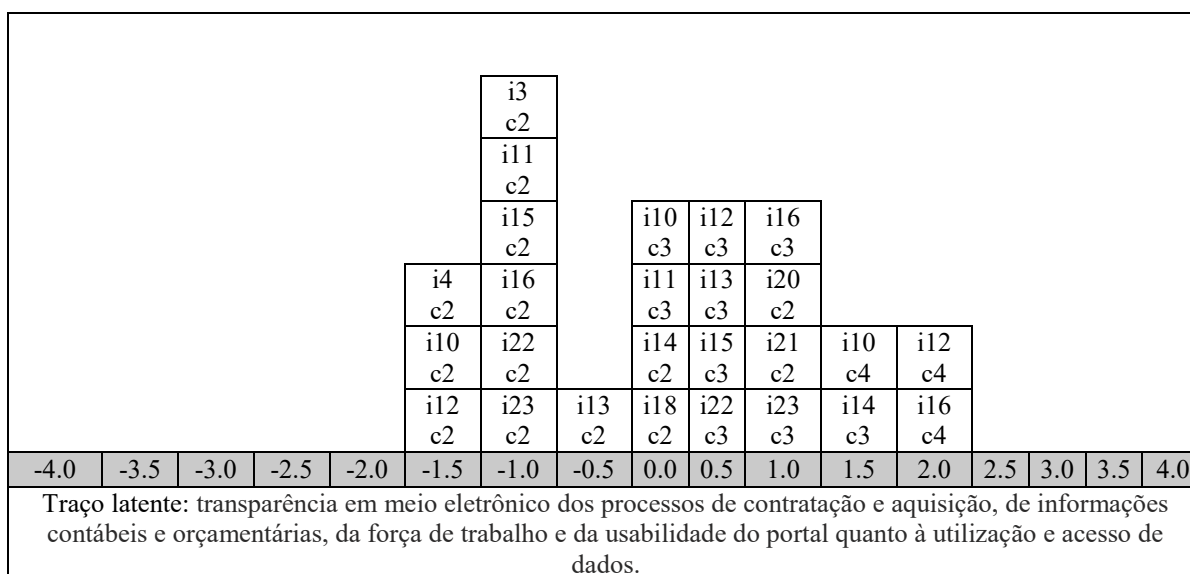 i3
c2
i11
c2
i15 i10 i12 i16
c2 c3 c3 c3
i4 i16 i11 i13 i20
c2 c2 c3 c3 c2
i10 i22 i14 i15 i21 i10 i12
c2 c2 c2 c3 c2 c4 c4
i12 i23 i13 i18 i22 i23 i14 i16
c2 c2 c2 c2 c3 c3 c3 c4
-4.0 -3.5 -3.0 -2.5 -2.0 -1.5 -1.0 -0.5 0.0 0.5 1.0 1.5 2.0 2.5 3.0 3.5 4.0
Traço latente: transparência em meio eletrônico dos processos de contratação e aquisição, de informações
contábeis e orçamentárias, da força de trabalho e da usabilidade do portal quanto à utilização e acesso de
dados.